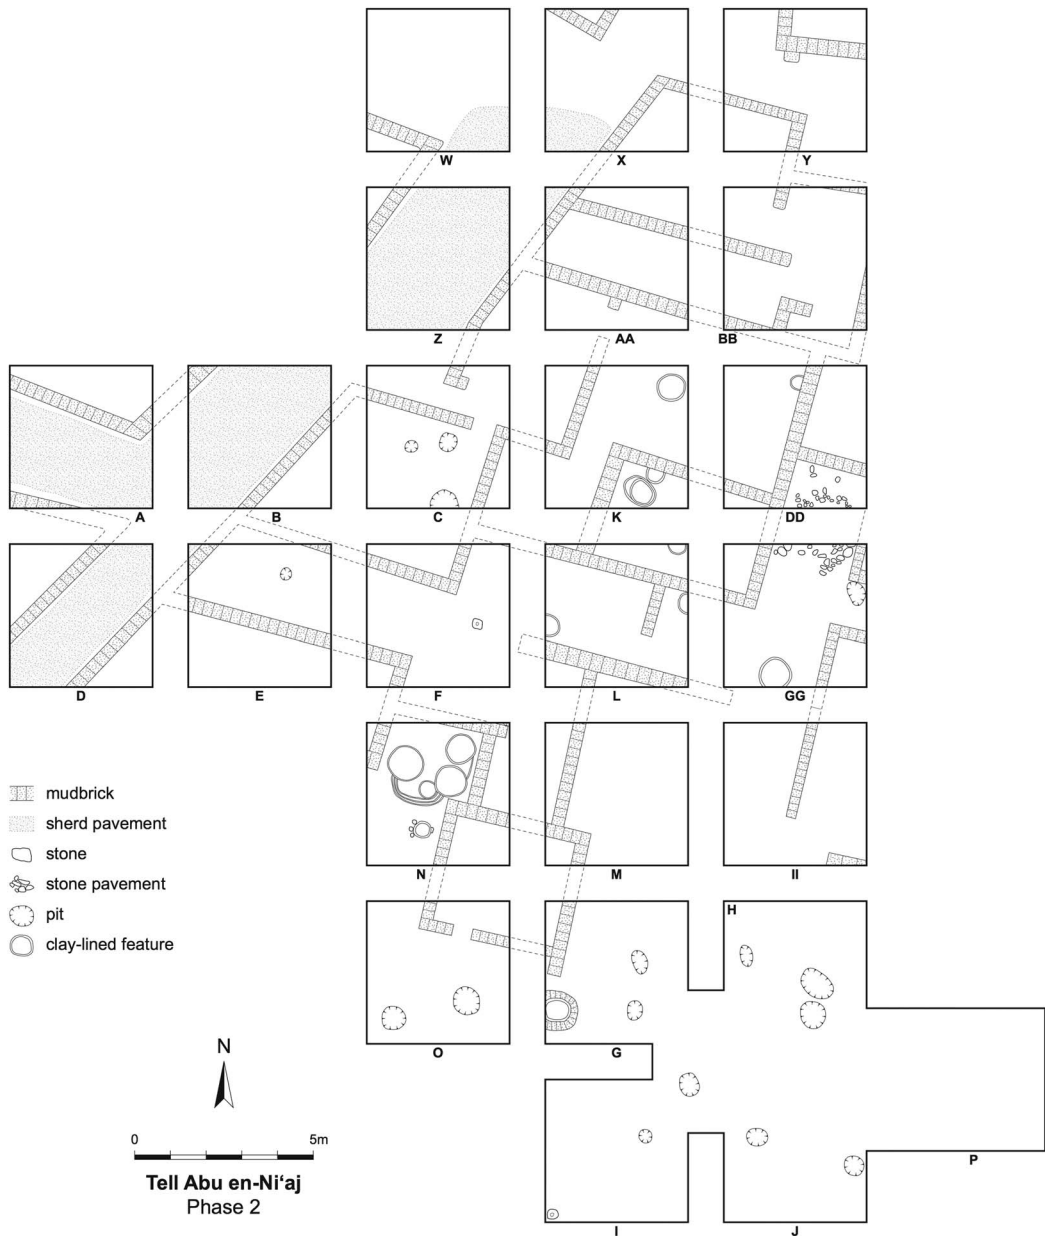 W X Y
Z AA BB
A B C K DD
D E F L GG
mudbrick
sherd pavement
stone
stone pavement
pit
clay-lined feature
N M II
H
O G
N
0 5m
P
Tell Abu en-Ni‘aj
Phase 2
I J